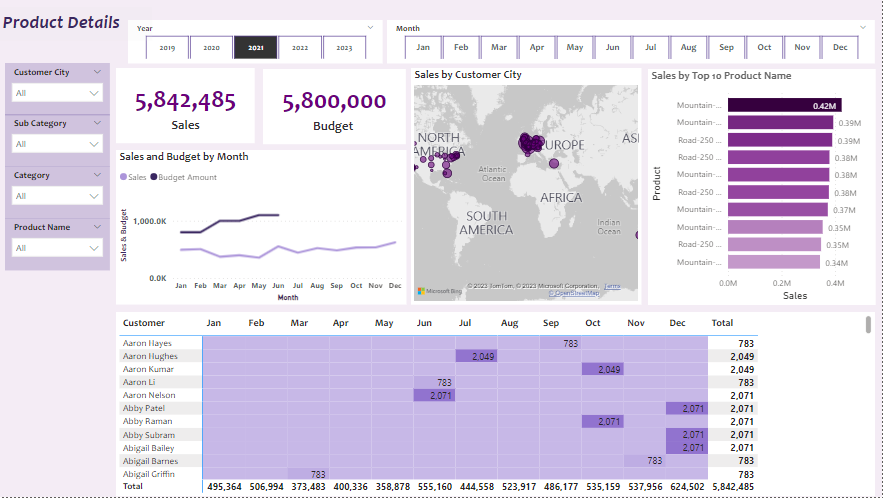 Product Details
Year
2019 2020 2021 2022 2023
Month
Jan Feb Mar Apr May Jun Jul Aug Sep Oct Nov Dec
Customer City
All
Sub Category
All
Category
All
Product Name
All
5,842,485
Sales
5,800,000
Budget
Sales and Budget by Month
Sales Budget Amount
Sales & Budget
1,000.0K
0.0K
Jan Feb Mar Apr May Jun Jul Aug Sep Oct Nov Dec
Month
Sales by Customer City
NORTH
AMERICA
EUROPE
ASI
Atlantic
Ocean
AFRICA
SOUTH
AMERICA
Indian
Ocean
Microsoft Bing
© 2023 TomTom, © 2023 Microsoft Corporation, Terms
© OpenStreetMap
Sales by Top 10 Product Name
Product
Mountain-... 0.42M
Mountain-... 0.39M
Road-250 ... 0.39M
Mountain-... 0.38M
Mountain-... 0.38M
Road-250 ... 0.38M
Mountain-... 0.37M
Mountain-... 0.35M
Road-250 ... 0.35M
Mountain-... 0.34M
0.0M 0.2M 0.4M
Sales
Customer Jan Feb Mar Apr May Jun Jul Aug Sep Oct Nov Dec Total
Aaron Hayes 783 783
Aaron Hughes 2,049 2,049
Aaron Kumar 2,049 2,049
Aaron Li 783 783
Aaron Nelson 2,071 2,071
Abby Patel 2,071 2,071
Abby Raman 2,071 2,071
Abby Subram 2,071 2,071
Abigail Bailey 2,071 2,071
Abigail Barnes 783 783
Abigail Griffin 783 783
Total 495,364 506,994 373,483 400,336 358,878 555,160 444,558 523,917 486,177 535,159 537,956 624,502 5,842,485